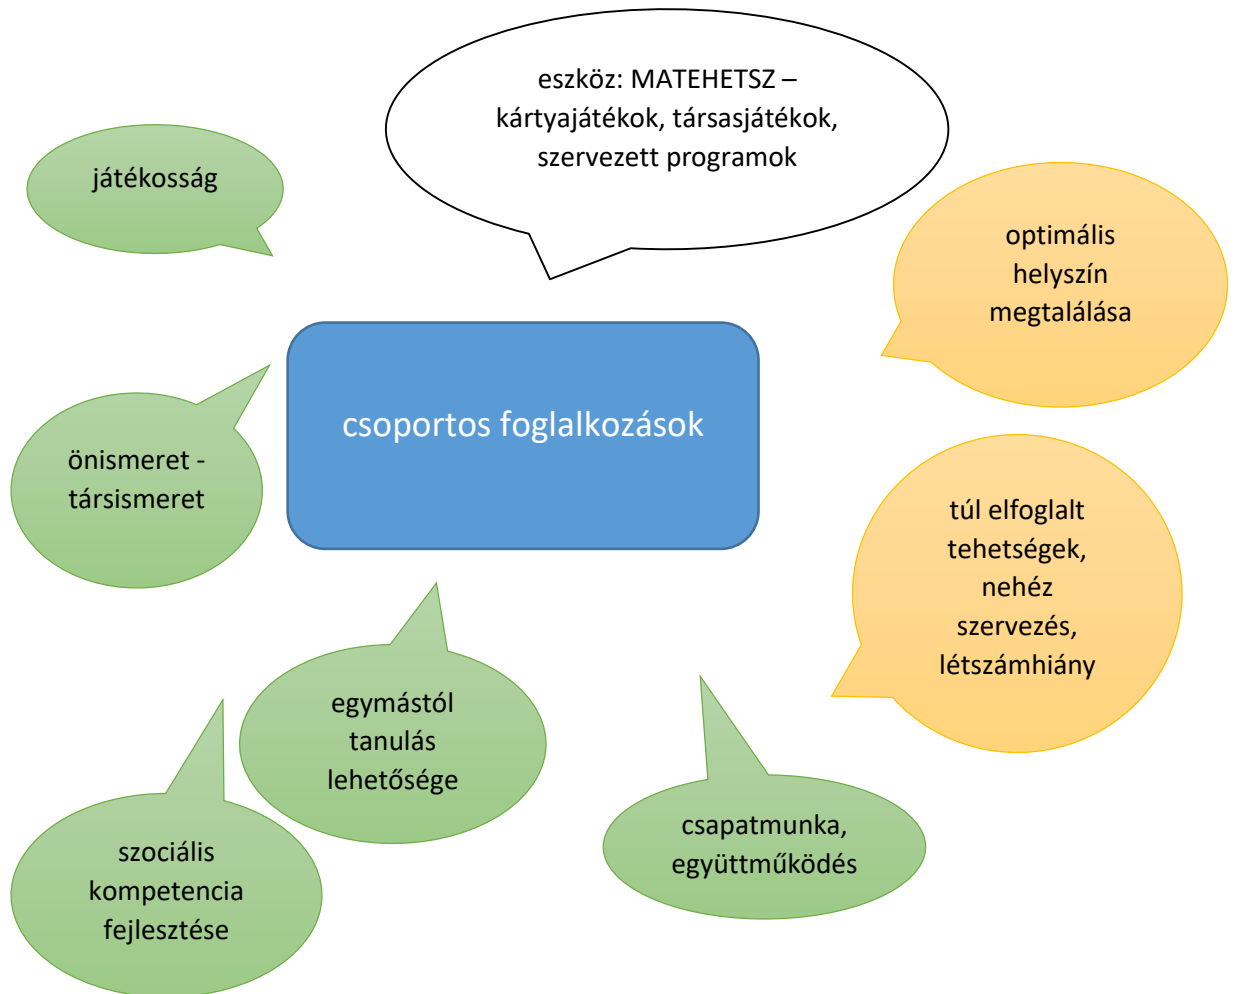 eszköz: MATEHETSZ –
kártyajátékok, társasjátékok,
szervezett programok
játékosság
optimális
helyszín
megtalálása
csoportos foglalkozások
önismeret -
társismeret
túl elfoglalt
tehetségek,
nehéz
szervezés,
létszámhiány
egymástól
tanulás
lehetősége
csapatmunka,
együttműködés
szociális
kompetencia
fejlesztése